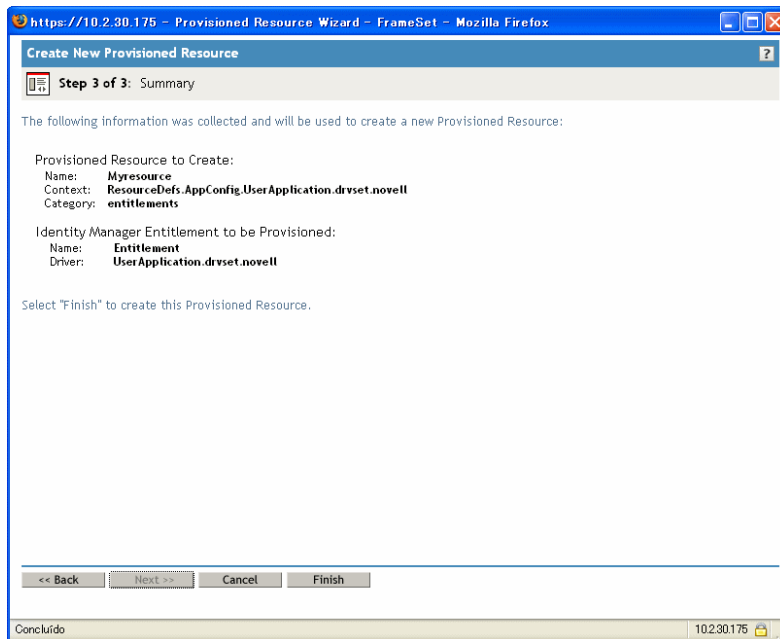 https://10.2.30.175 - Provisioned Resource Wizard - FrameSet - Mozilla Firefox
Create New Provisioned Resource
?
Step 3 of 3: Summary
The following information was collected and will be used to create a new Provisioned Resource:
Provisioned Resource to Create:
Name: Myresource
Context: ResourceDefs.AppConfig.UserApplication.drvset.novell
Category: entitlements
Identity Manager Entitlement to be Provisioned:
Name: Entitlement
Driver: UserApplication.drvset.novell
Select "Finish" to create this Provisioned Resource.
<< Back Next >> Cancel Finish
Concluído 10.2.30.175